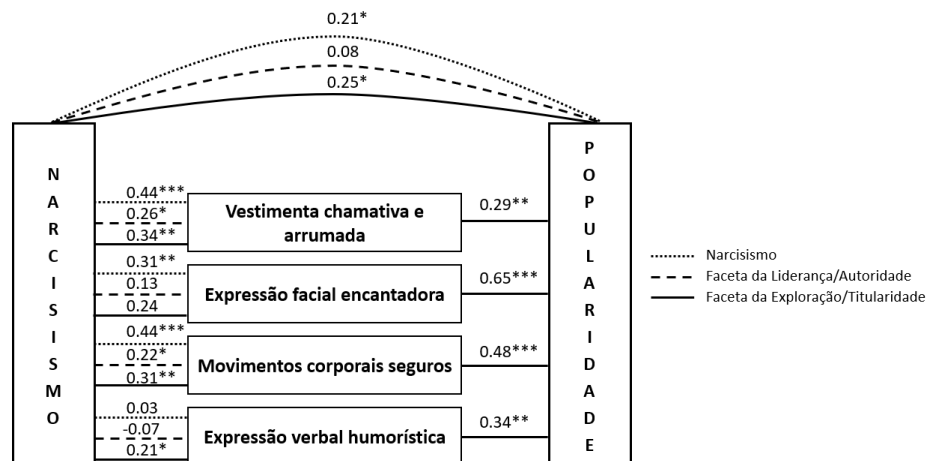 0.21*
0.08
0.25*
NARCISISMO
POPULARIDADE
0.44***
0.26*
0.34**
Vestimenta chamativa e
arrumada
0.29**
0.31**
0.13
0.24
Expressão facial encantadora
0.65***
0.44***
0.22*
0.31**
Movimentos corporais seguros
0.48***
0.03
-0.07
0.21*
Expressão verbal humorística
0.34**
Narcisismo
Faceta da Liderança/Autoridade
Faceta da Exploração/Titularidade